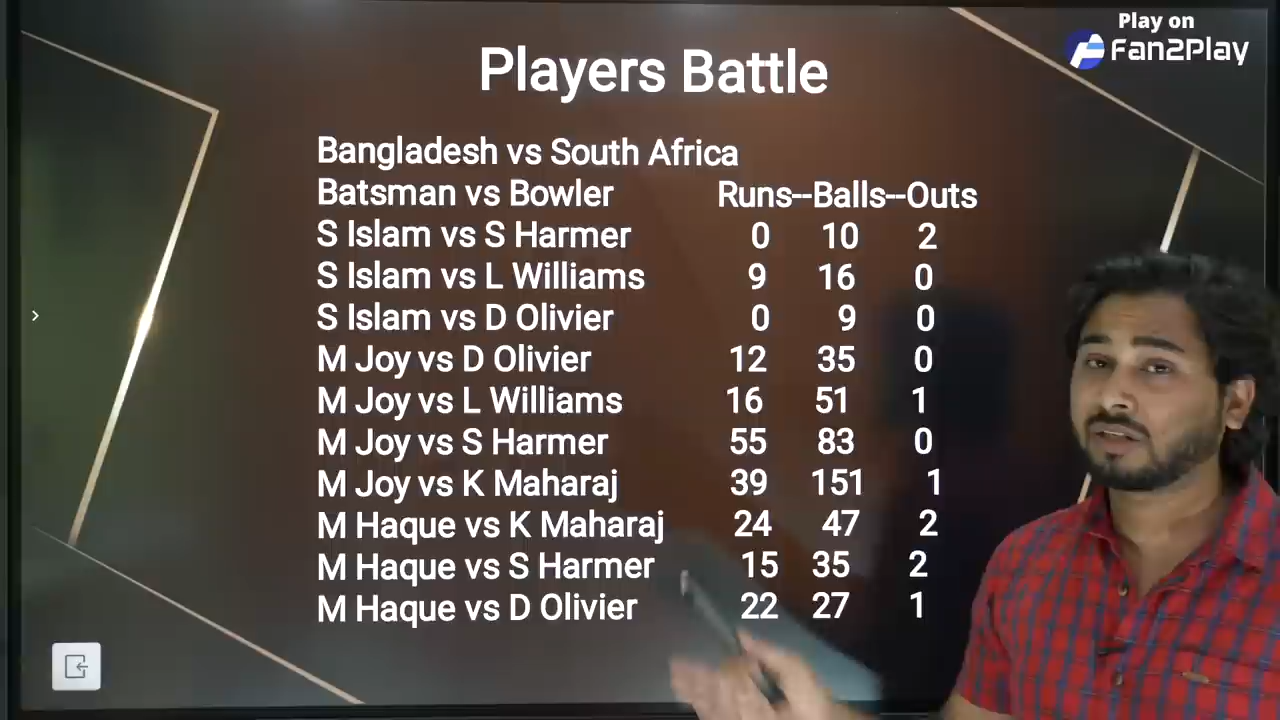 Play on
Fan2Play
Players Battle
Bangladesh vs South Africa
Batsman vs Bowler Runs--Balls--Outs
S Islam vs S Harmer 0 10 2
S Islam vs L Williams 9 16 0
S Islam vs D Olivier 0 9 0
M Joy vs D Olivier 12 35 0
M Joy vs L Williams 16 51 1
M Joy vs S Harmer 55 83 0
M Joy vs K Maharaj 39 151 1
M Haque vs K Maharaj 24 47 2
M Haque vs S Harmer 15 35 2
M Haque vs D Olivier 22 27 1